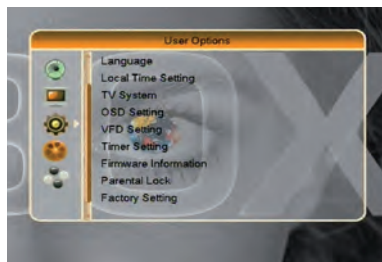 User Options
Language
Local Time Setting
TV System
OSD Setting
VFD Setting
Timer Setting
Firmware Information
Parental Lock
Factory Setting